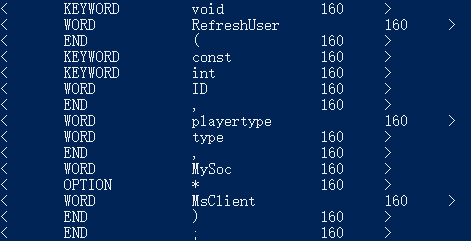 < KEYWORD void 160 >
< WORD RefreshUser 160 >
< END ( 160 >
< KEYWORD const 160 >
< KEYWORD int 160 >
< WORD ID 160 >
< END , 160 >
< WORD playertype 160 >
< WORD type 160 >
< END , 160 >
< WORD MySoc 160 >
< OPTION * 160 >
< WORD MsClient 160 >
< END ) 160 >
< END ; 160 >